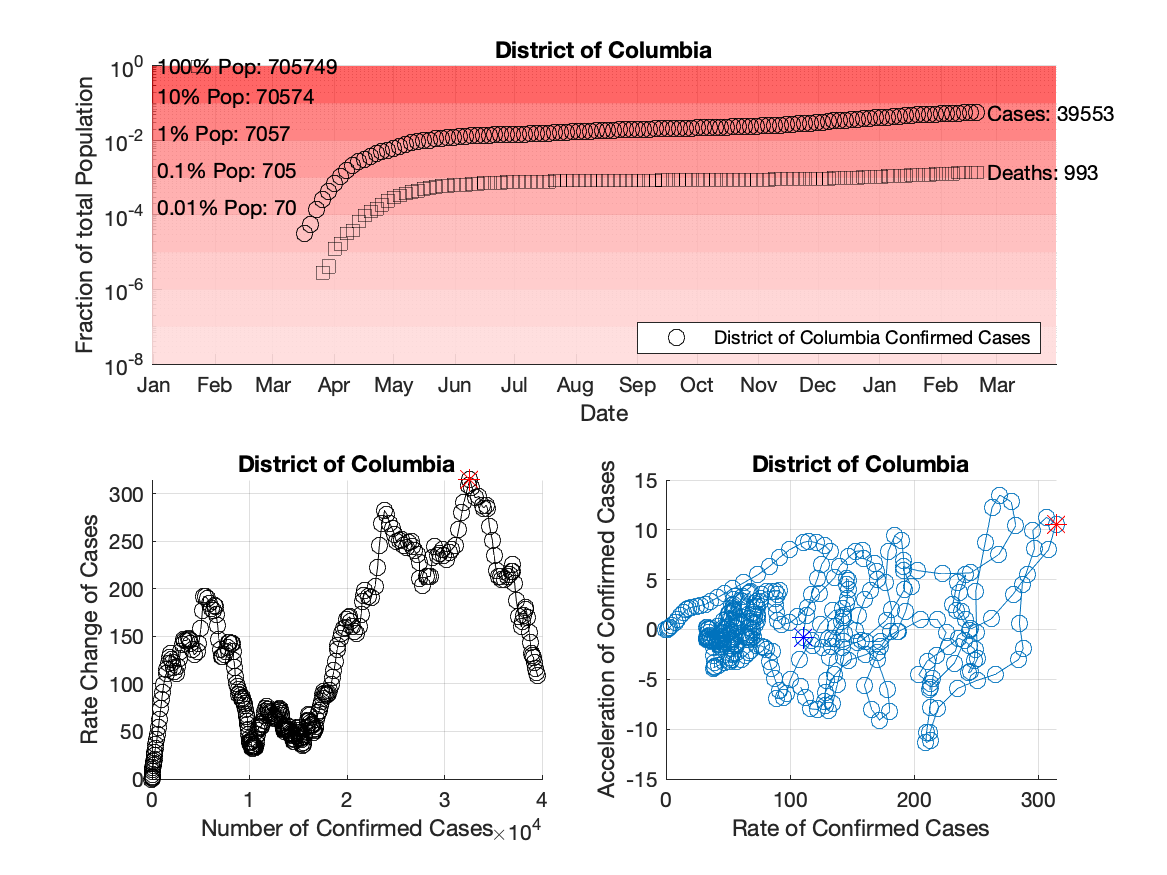 District of Columbia
10^0
10^-2
10^-4
10^-6
10^-8
Fraction of total Population
100% Pop: 705749
10% Pop: 70574
1% Pop: 7057
0.1% Pop: 705
0.01% Pop: 70
Cases: 39553
Deaths: 993
District of Columbia Confirmed Cases
Jan Feb Mar Apr May Jun Jul Aug Sep Oct Nov Dec Jan Feb Mar
Date
District of Columbia
300
250
200
150
100
50
0
Rate Change of Cases
0 1 2 3 4
Number of Confirmed Cases ×10^4
District of Columbia
15
10
5
0
-5
-10
-15
Acceleration of Confirmed Cases
0 100 200 300
Rate of Confirmed Cases